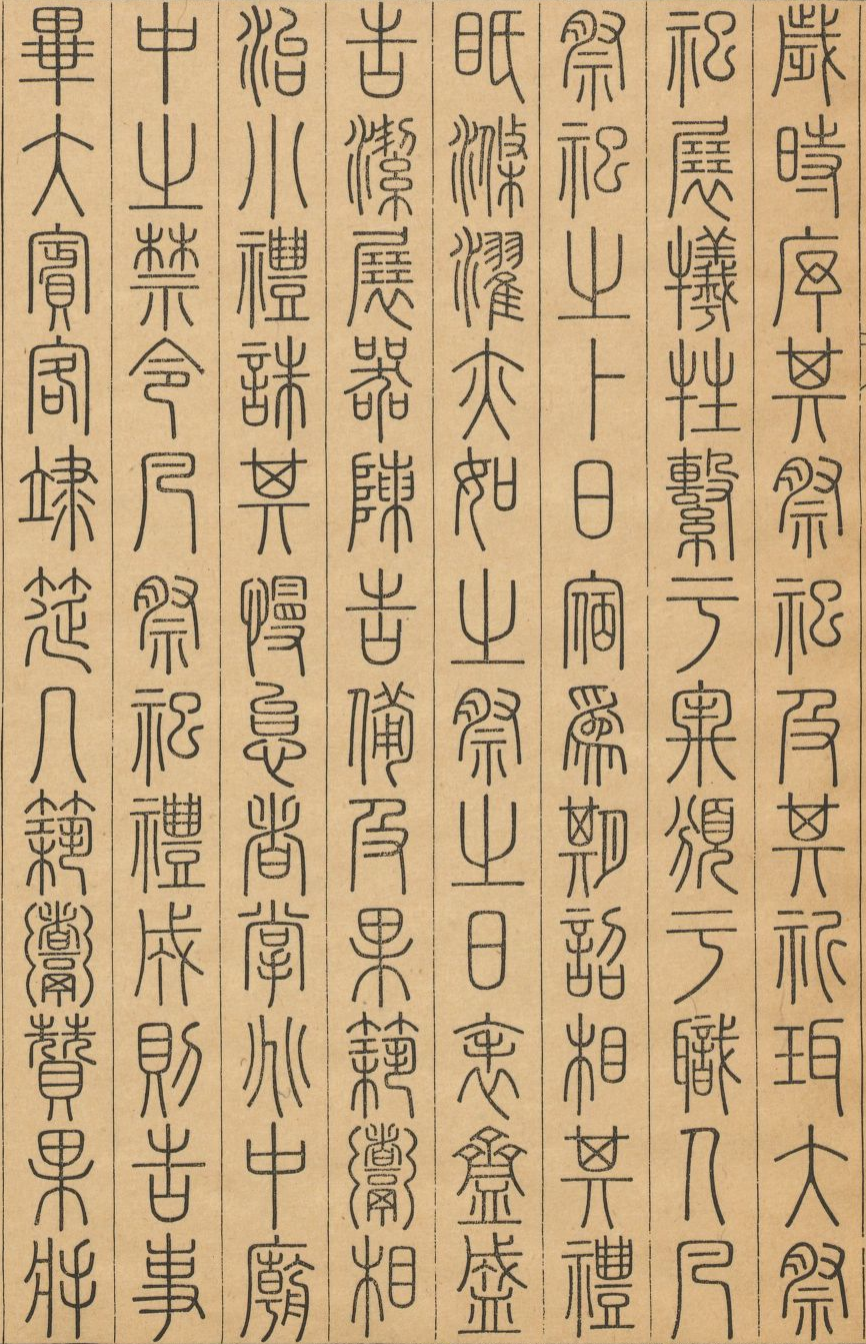 歲時序其祭祀及其祈珥大祭
祀展犧牲繫于牢頒于職人凡
祭祀之卜日宿為期詔相其禮
眡滌濯亦如之祭之日表齍盛
告潔展器陳告備及果築鬻相
治小禮誅其慢怠者掌兆中廟
中之禁令凡祭祀禮成則告事
畢大賓客䇐筵几築鬻贊果將